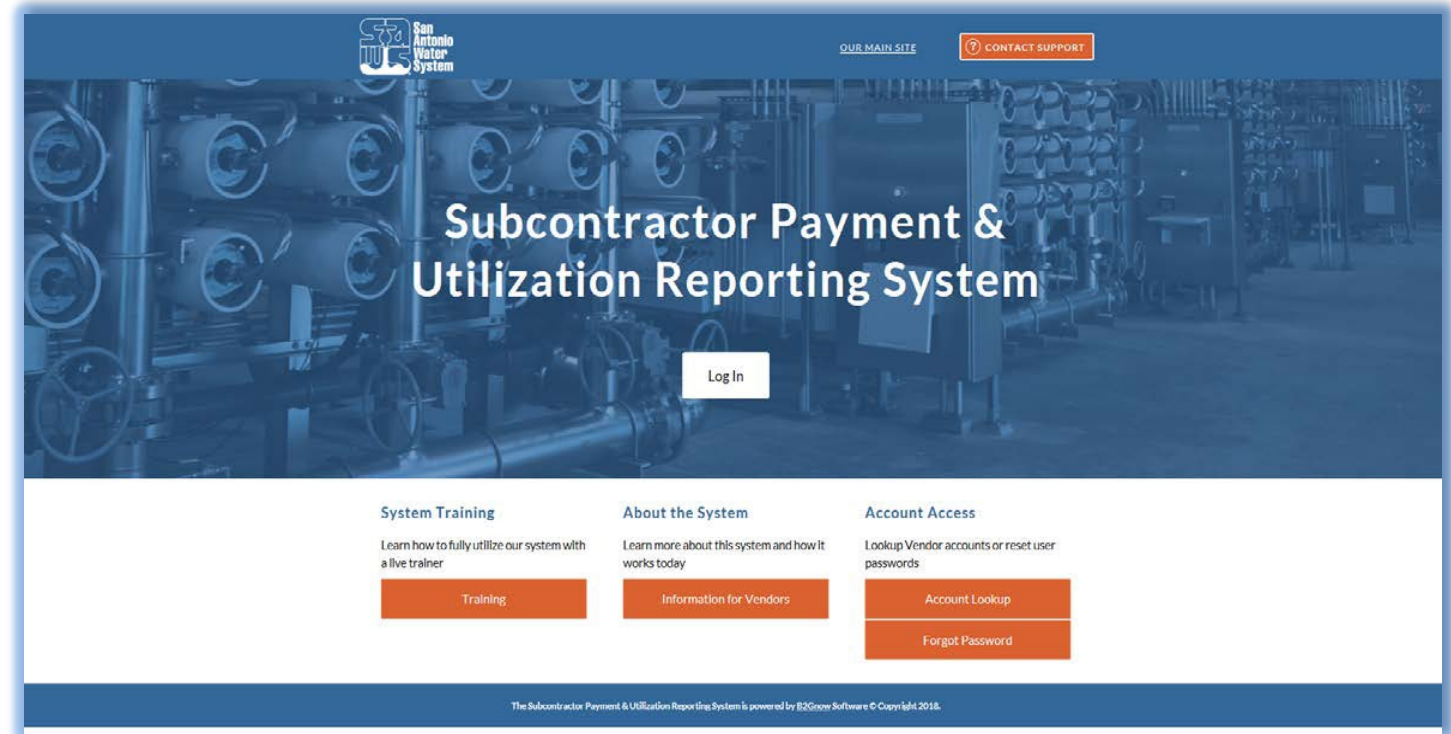 San
Antonio
Water
System
OUR MAIN SITE
? CONTACT SUPPORT
Subcontractor Payment &
Utilization Reporting System
Log In
System Training
Learn how to fully utilize our system with
a live trainer
Training
About the System
Learn more about this system and how it
works today
Information for Vendors
Account Access
Lookup Vendor accounts or reset user
passwords
Account Lookup
Forgot Password
The Subcontractor Payment & Utilization Reporting System is powered by B2Gnow Software © Copyright 2018.